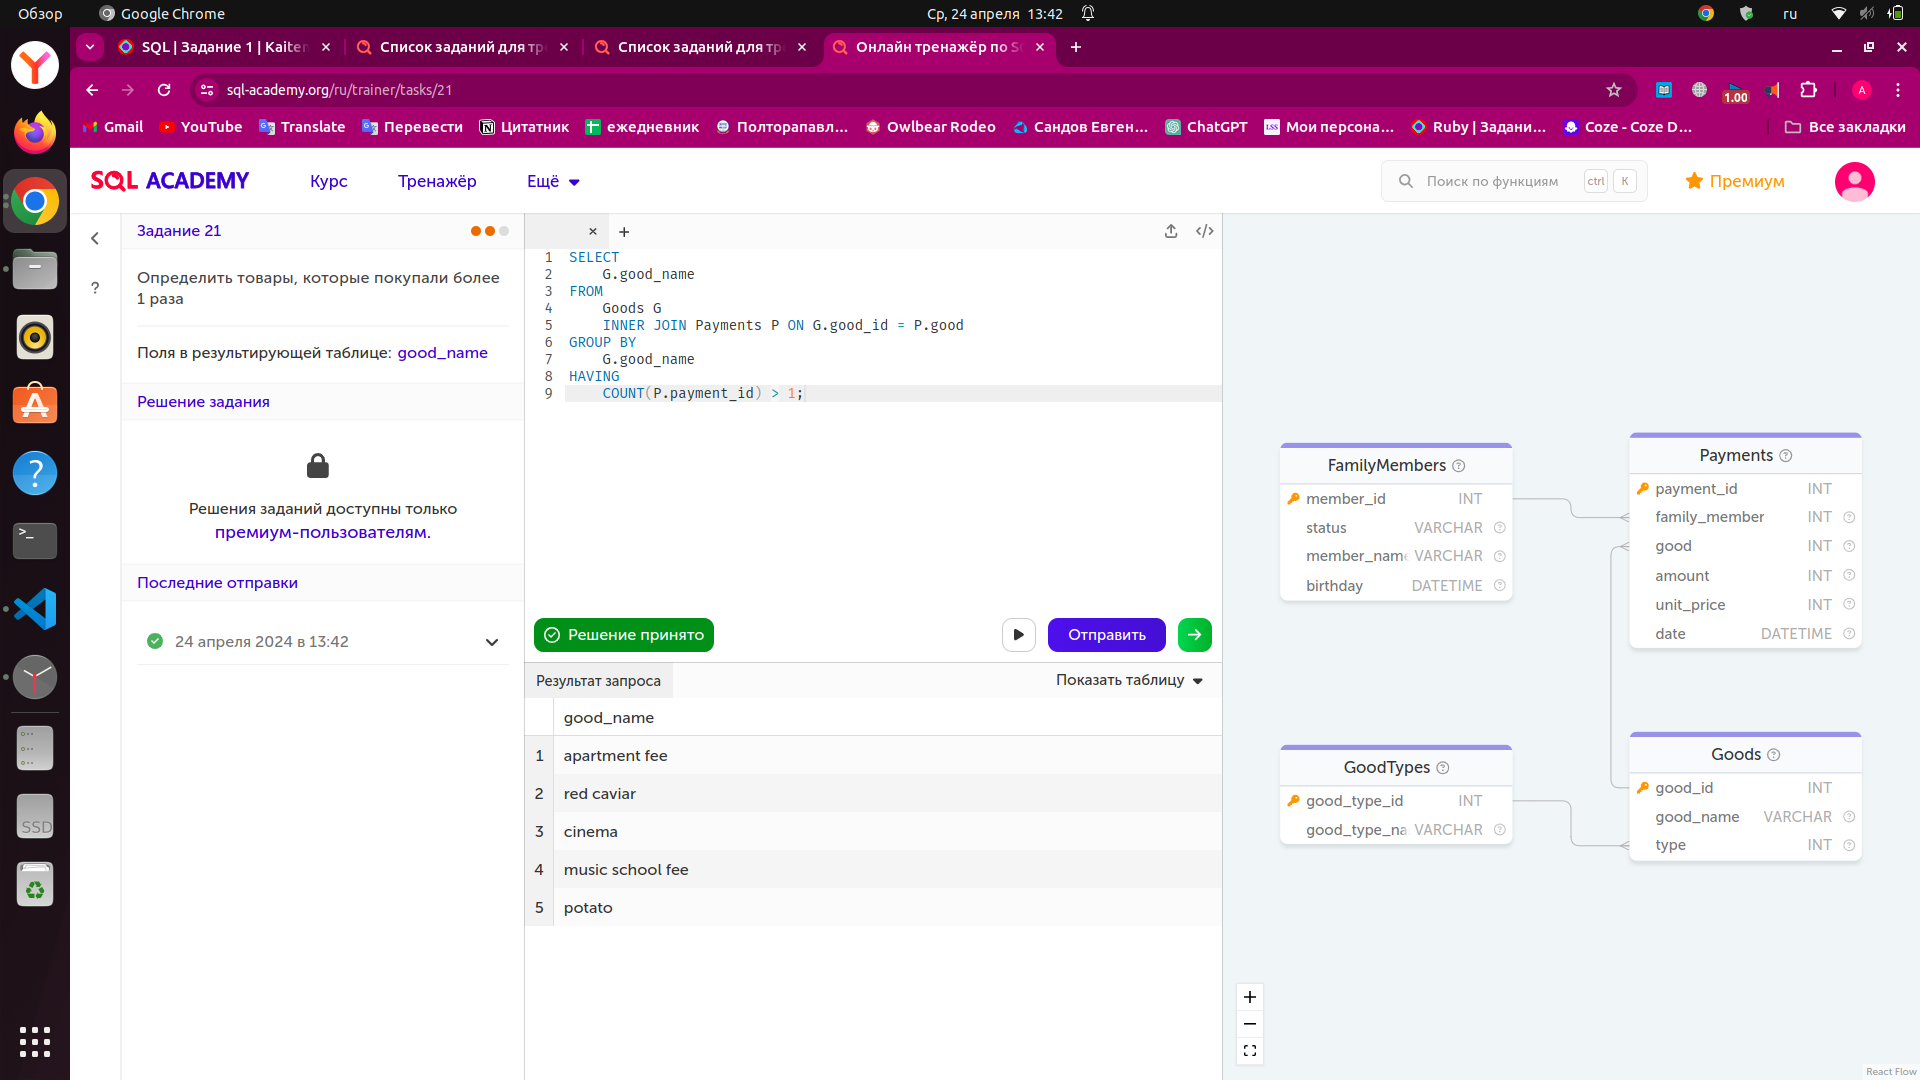 Обзор
Google Chrome
Ср, 24 апреля 13:42
ru
SQL | Задание 1 | Kaiten
Список заданий для тр
Список заданий для тр
Онлайн тренажёр по S
sql-academy.org/ru/trainer/tasks/21
1.00
A
Gmail
YouTube
Translate
Перевести
Цитатник
ежедневник
Полторапавл...
Owlbear Rodeo
Сандов Евген...
ChatGPT
LSS
Мои персона...
Ruby | Задани...
Coze - Coze D...
Все закладки
SQL ACADEMY
Курс
Тренажёр
Ещё
Поиск по функциям
ctrl
K
Премиум
Задание 21
Определить товары, которые покупали более
1 раза
Поля в результирующей таблице: good_name
Решение задания
Решения заданий доступны только
премиум-пользователям.
Последние отправки
24 апреля 2024 в 13:42
1 SELECT
2 G.good_name
3 FROM
4 Goods G
5 INNER JOIN Payments P ON G.good_id = P.good
6 GROUP BY
7 G.good_name
8 HAVING
9 COUNT(P.payment_id) > 1;
Решение принято
Отправить
Результат запроса
Показать таблицу
good_name
1 apartment fee
2 red caviar
3 cinema
4 music school fee
5 potato
FamilyMembers
member_id INT
status VARCHAR
member_name VARCHAR
birthday DATETIME
Payments
payment_id INT
family_member INT
good INT
amount INT
unit_price INT
date DATETIME
GoodTypes
good_type_id INT
good_type_na VARCHAR
Goods
good_id INT
good_name VARCHAR
type INT
React Flow
SSD